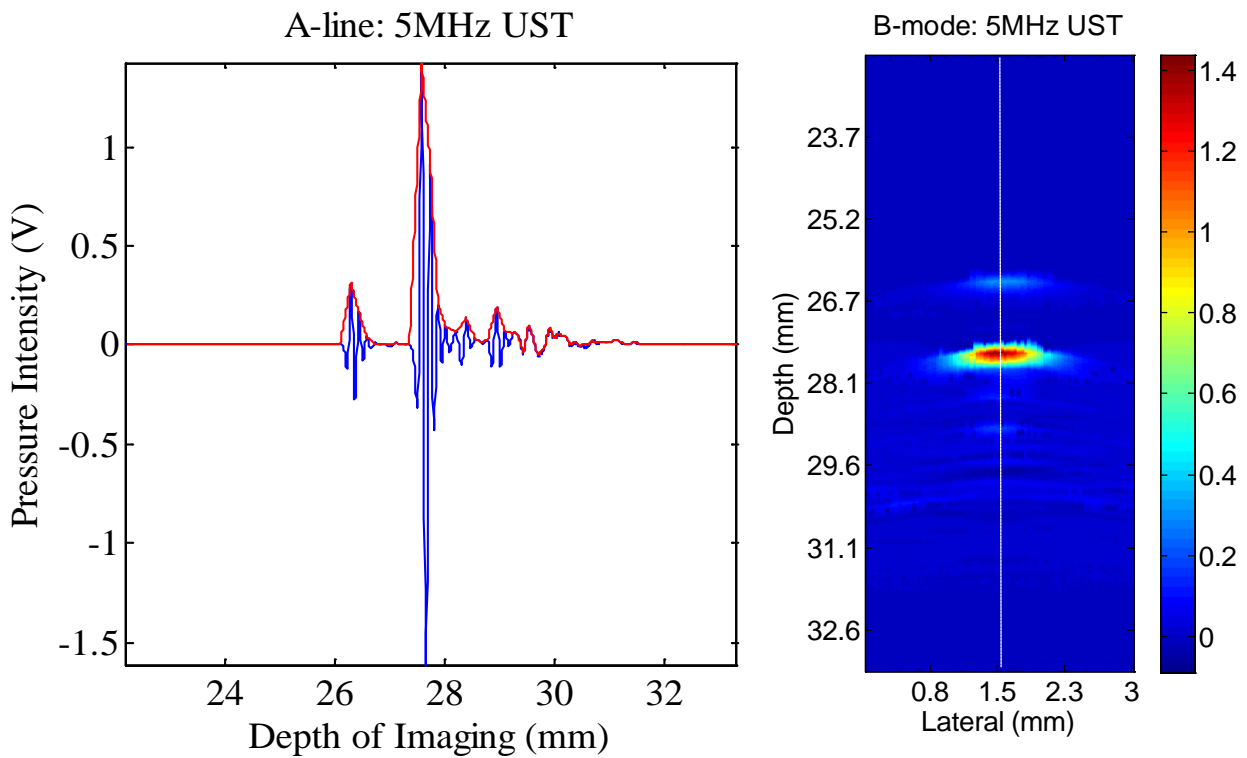 A-line: 5MHz UST
Pressure Intensity (V)
1
0.5
0
-0.5
-1
-1.5
24 26 28 30 32
Depth of Imaging (mm)
B-mode: 5MHz UST
Depth (mm)
23.7
25.2
26.7
28.1
29.6
31.1
32.6
0.8 1.5 2.3 3
Lateral (mm)
1.4
1.2
1
0.8
0.6
0.4
0.2
0